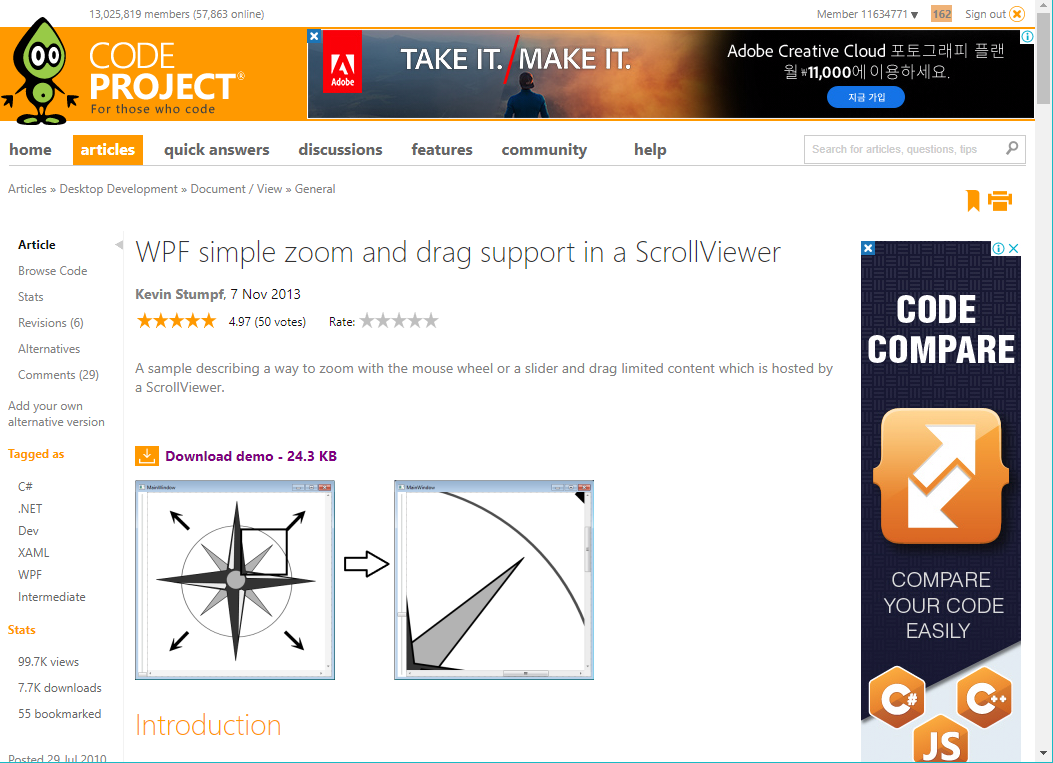 13,025,819 members (57,863 online)
Member 11634771 ▼ 162 Sign out
CODE
PROJECT®
For those who code
Adobe
TAKE IT. / MAKE IT.
Adobe Creative Cloud 포토그래피 플랜
월 ₩11,000에 이용하세요.
지금 가입
home articles quick answers discussions features community help
Search for articles, questions, tips
Articles » Desktop Development » Document / View » General
Article
Browse Code
Stats
Revisions (6)
Alternatives
Comments (29)
Add your own
alternative version
Tagged as
C#
.NET
Dev
XAML
WPF
Intermediate
Stats
99.7K views
7.7K downloads
55 bookmarked
Posted 29 Jul 2010
WPF simple zoom and drag support in a ScrollViewer
Kevin Stumpf, 7 Nov 2013
4.97 (50 votes) Rate:
A sample describing a way to zoom with the mouse wheel or a slider and drag limited content which is hosted by
a ScrollViewer.
Download demo - 24.3 KB
MainWindow
MainWindow
Introduction
CODE
COMPARE
COMPARE
YOUR CODE
EASILY
C#
C++
JS